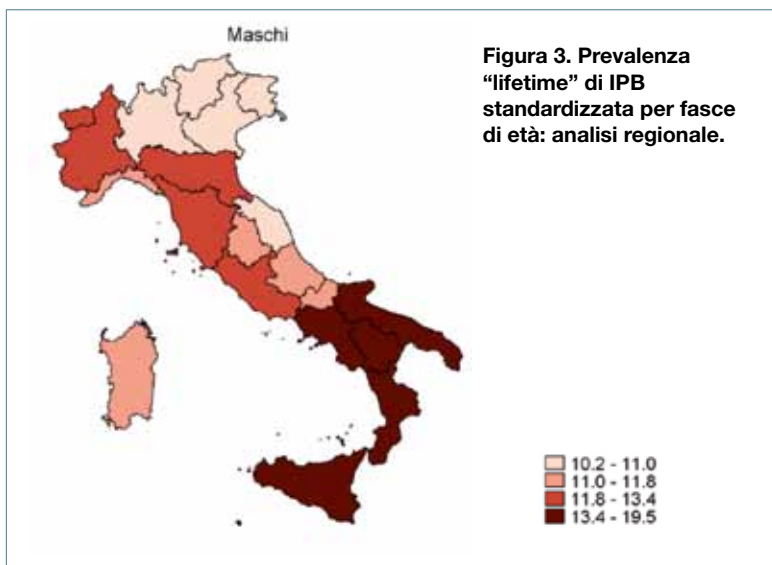 Maschi
Figura 3. Prevalenza
“lifetime” di IPB
standardizzata per fasce
di età: analisi regionale.
10.2 - 11.0
11.0 - 11.8
11.8 - 13.4
13.4 - 19.5